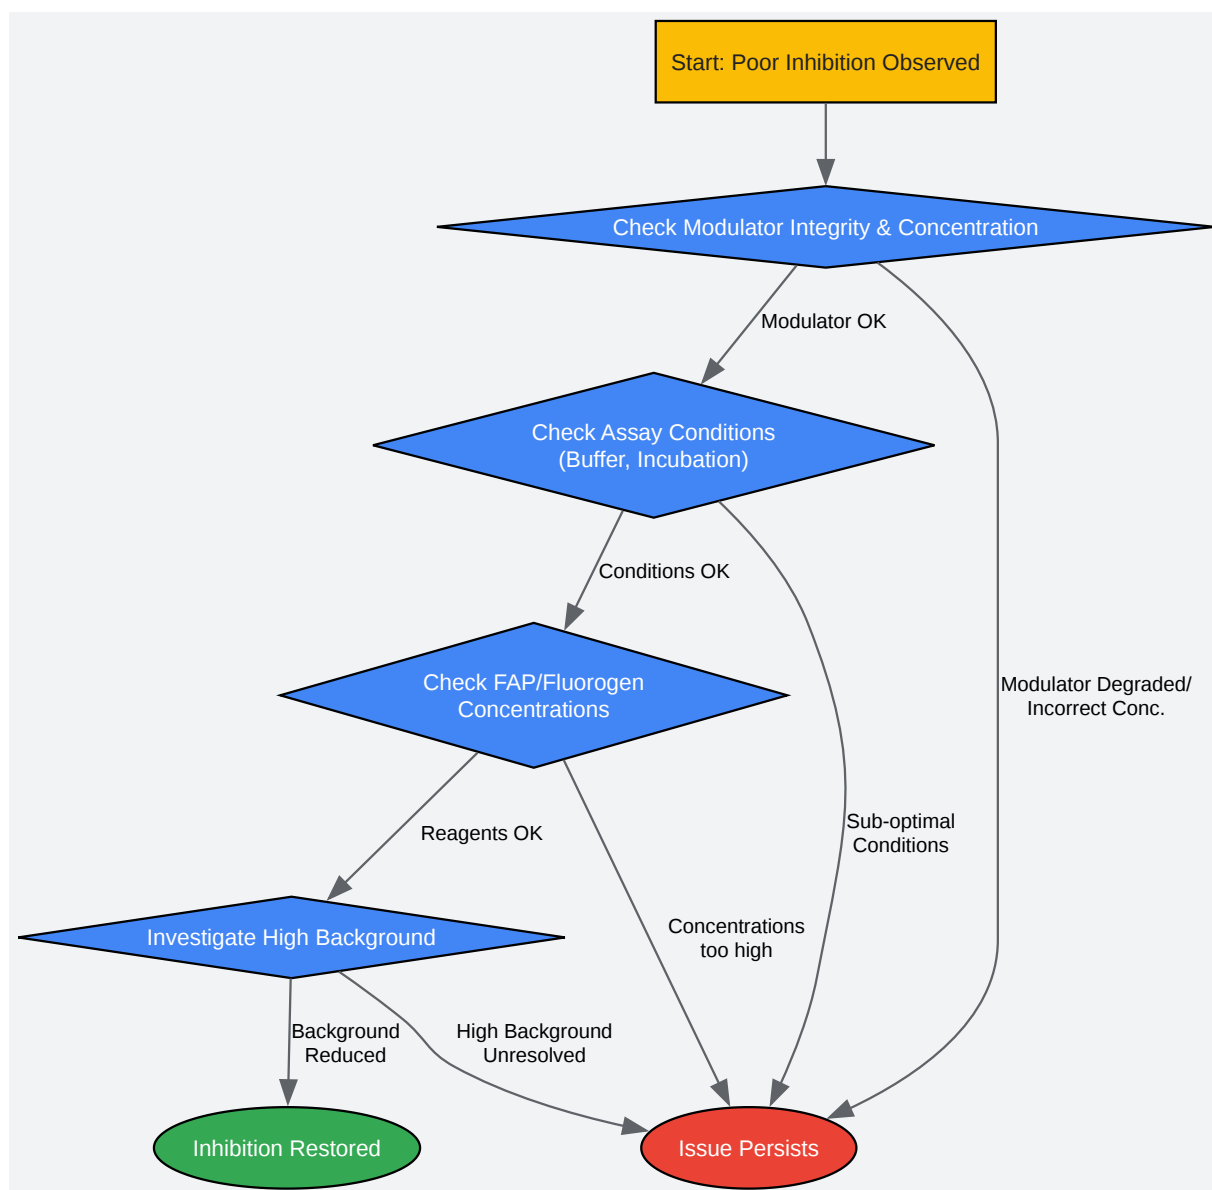 Start: Poor Inhibition Observed
Check Modulator Integrity & Concentration
Modulator OK
Check Assay Conditions
(Buffer, Incubation)
Conditions OK
Check FAP/Fluorogen
Concentrations
Modulator Degraded/
Incorrect Conc.
Reagents OK
Sub-optimal
Conditions
Investigate High Background
Concentrations
too high
Background
Reduced
High Background
Unresolved
Inhibition Restored
Issue Persists